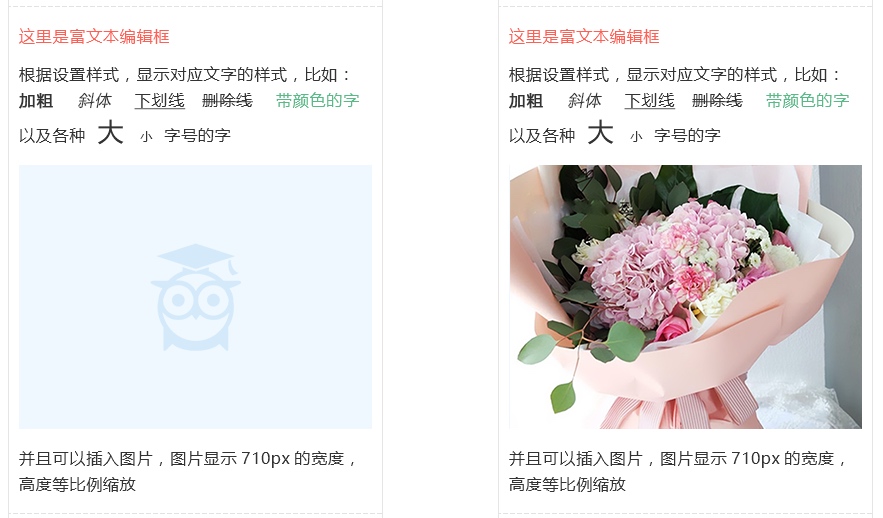 这里是富文本编辑框
根据设置样式，显示对应文字的样式，比如：
加粗 斜体 下划线 删除线 带颜色的字
以及各种 大 小 字号的字
并且可以插入图片，图片显示 710px 的宽度，
高度等比例缩放
这里是富文本编辑框
根据设置样式，显示对应文字的样式，比如：
加粗 斜体 下划线 删除线 带颜色的字
以及各种 大 小 字号的字
并且可以插入图片，图片显示 710px 的宽度，
高度等比例缩放